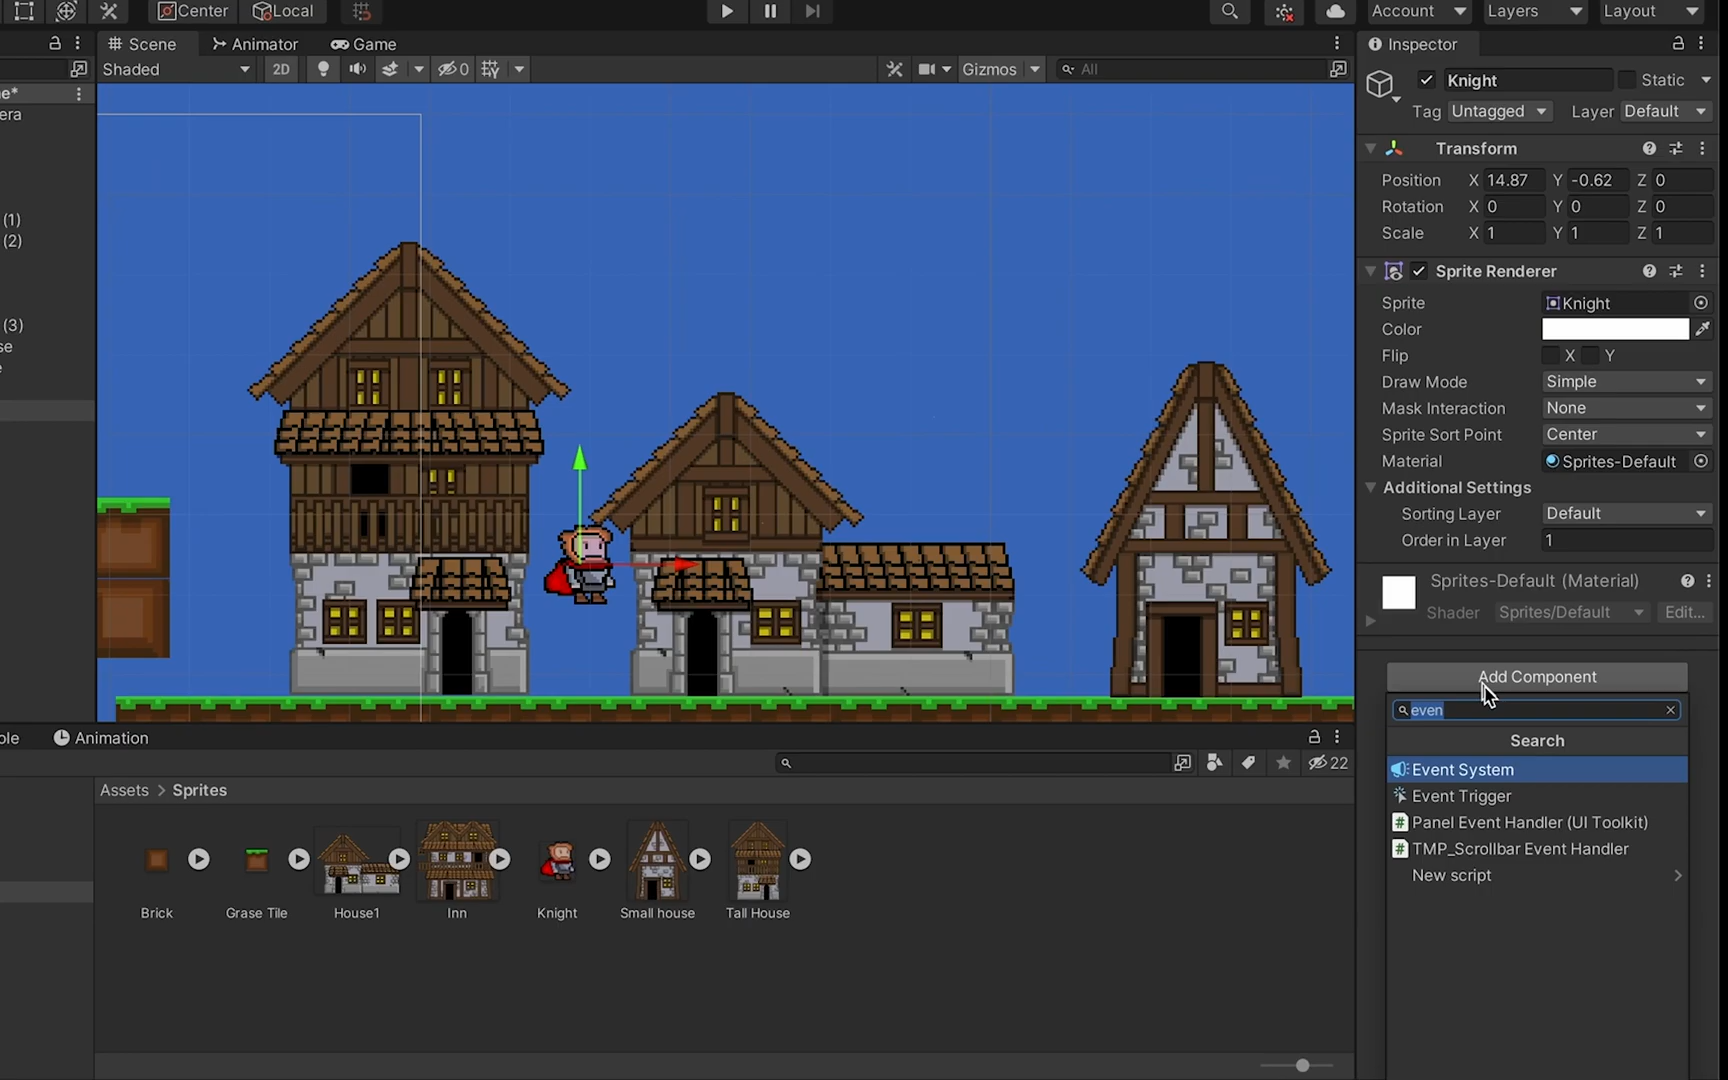 Center Local Account Layers Layout
Scene Animator Game
Shaded 2D 0 Gizmos All
e*
era
(1)
(2)
(3)
se
e
Inspector
Knight Static
Tag Untagged Layer Default
Transform
Position X 14.87 Y -0.62 Z 0
Rotation X 0 Y 0 Z 0
Scale X 1 Y 1 Z 1
Sprite Renderer
Sprite Knight
Color
Flip X Y
Draw Mode Simple
Mask Interaction None
Sprite Sort Point Center
Material Sprites-Default
Additional Settings
Sorting Layer Default
Order in Layer 1
Sprites-Default (Material)
Shader Sprites/Default Edit...
Add Component
even
Search
Event System
Event Trigger
Panel Event Handler (UI Toolkit)
TMP_Scrollbar Event Handler
New script
ole Animation
22
Assets > Sprites
Brick Grase Tile House1 Inn Knight Small house Tall House